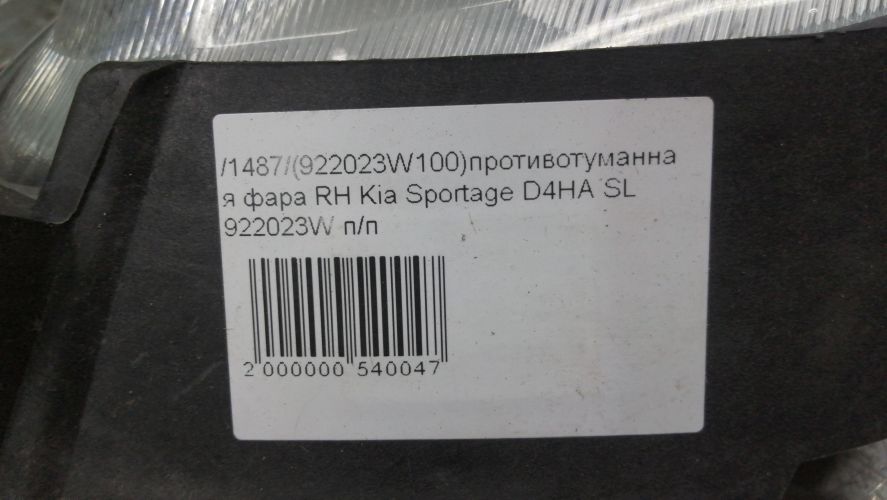 /1487/(922023W100)противотуманна
я фара RH Kia Sportage D4HA SL
922023W п/п
2 000000 540047